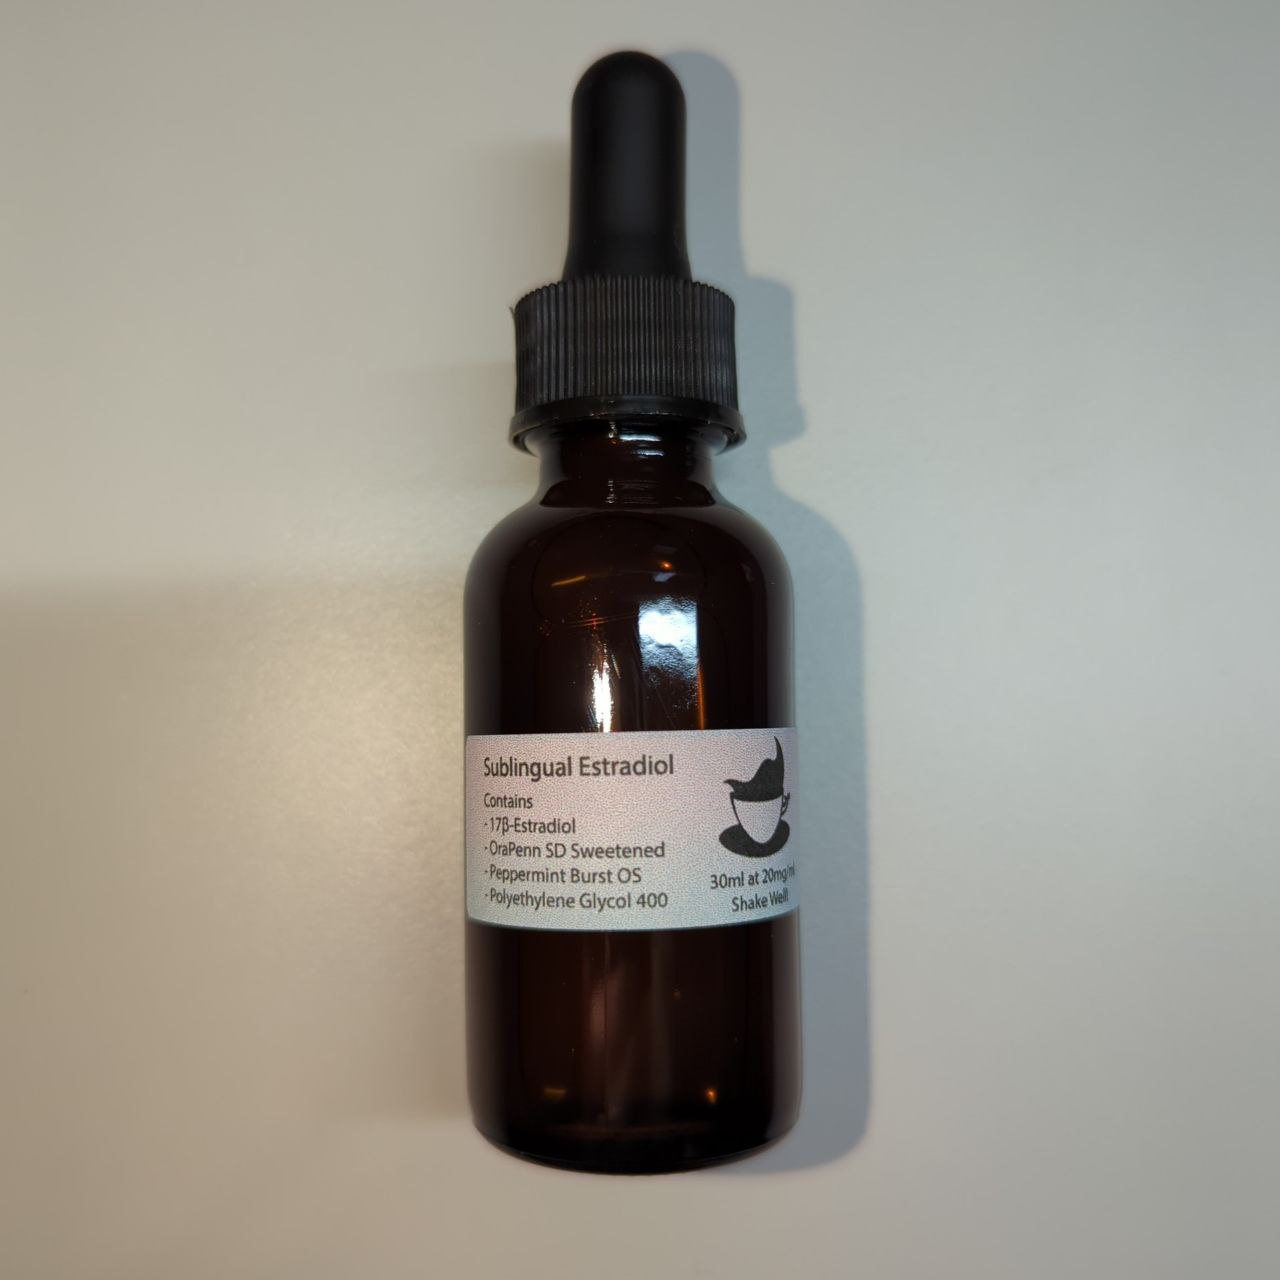 Sublingual Estradiol
Contains
- 17β-Estradiol
- OraPenn SD Sweetened
- Peppermint Burst OS
- Polyethylene Glycol 400
30ml at 20mg/ml
Shake Well!